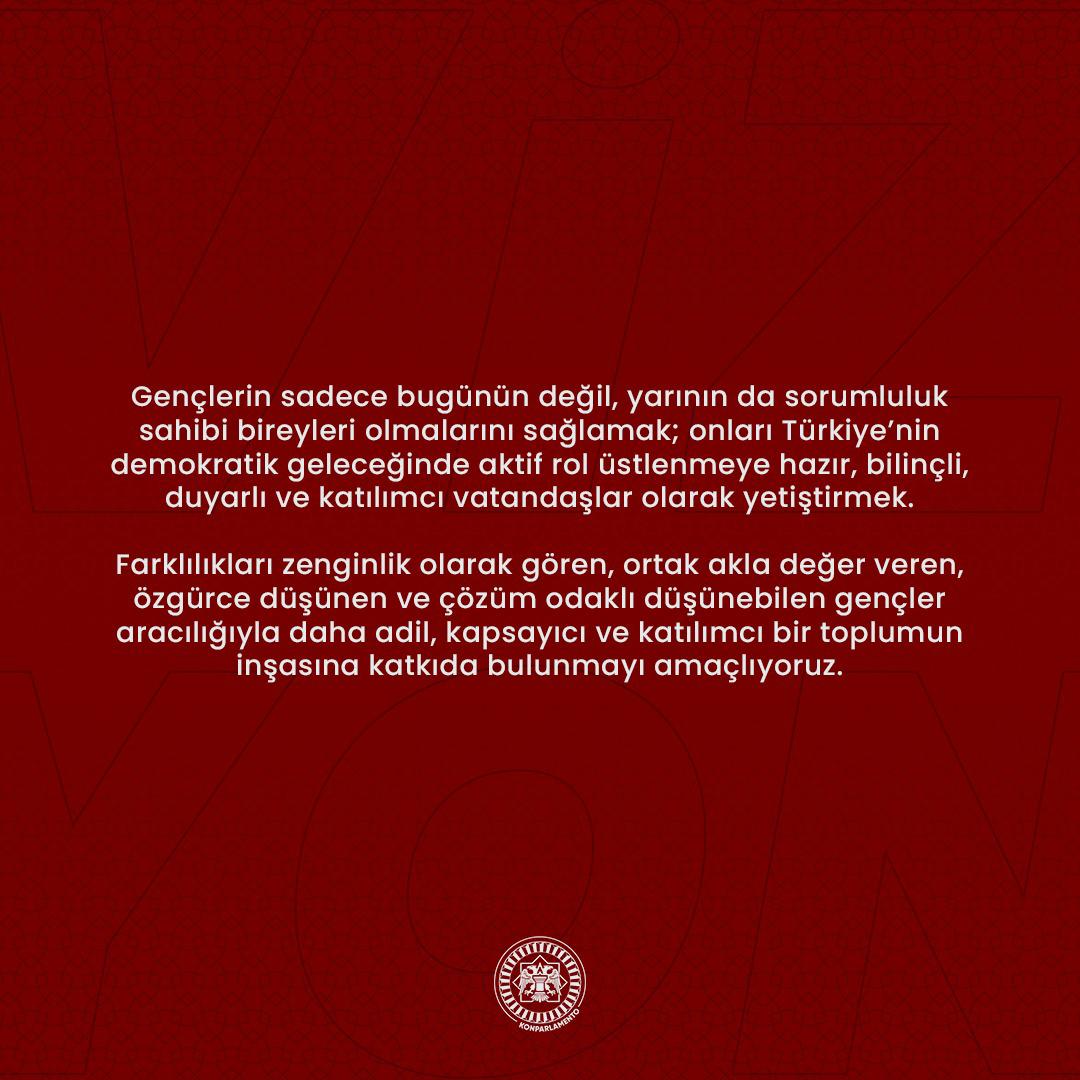 VİZ
YON
Gençlerin sadece bugünün değil, yarının da sorumluluk
sahibi bireyleri olmalarını sağlamak; onları Türkiye’nin
demokratik geleceğinde aktif rol üstlenmeye hazır, bilinçli,
duyarlı ve katılımcı vatandaşlar olarak yetiştirmek.
Farklılıkları zenginlik olarak gören, ortak akla değer veren,
özgürce düşünen ve çözüm odaklı düşünebilen gençler
aracılığıyla daha adil, kapsayıcı ve katılımcı bir toplumun
inşasına katkıda bulunmayı amaçlıyoruz.
KONPARLAMENTO